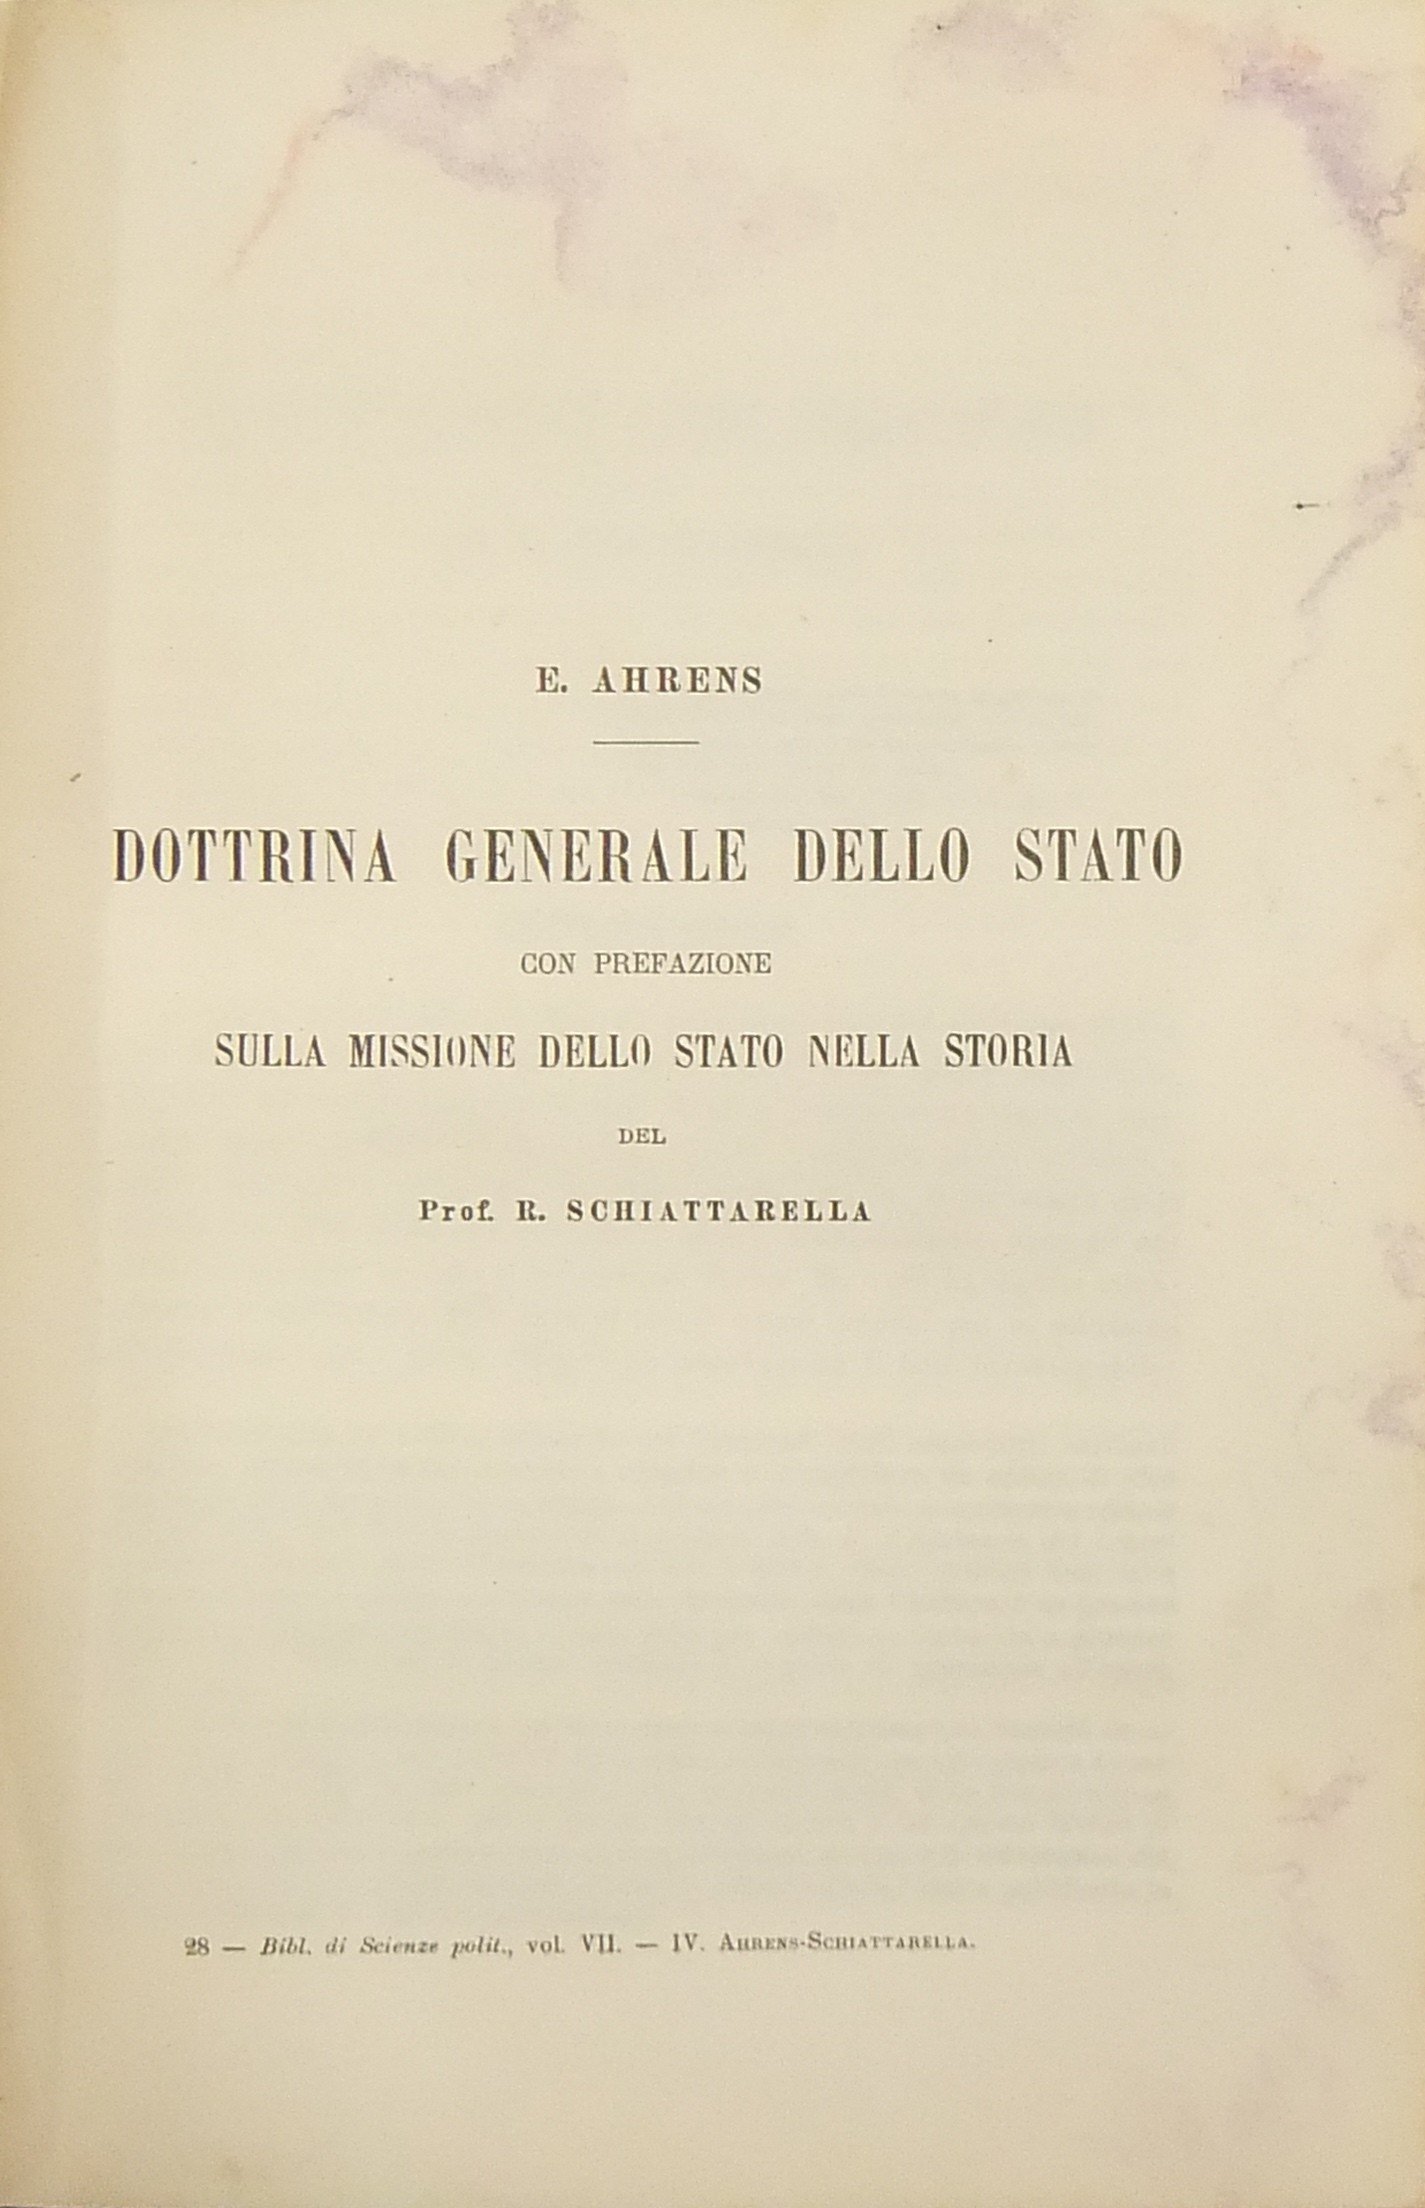 E. AHRENS
DOTTRINA GENERALE DELLO STATO
CON PREFAZIONE
SULLA MISSIONE DELLO STATO NELLA STORIA
DEL
Prof. R. SCHIATTARELLA
28 — Bibl. di Scienze polit., vol. VII. — IV. AHRENS-SCHIATTARELLA.